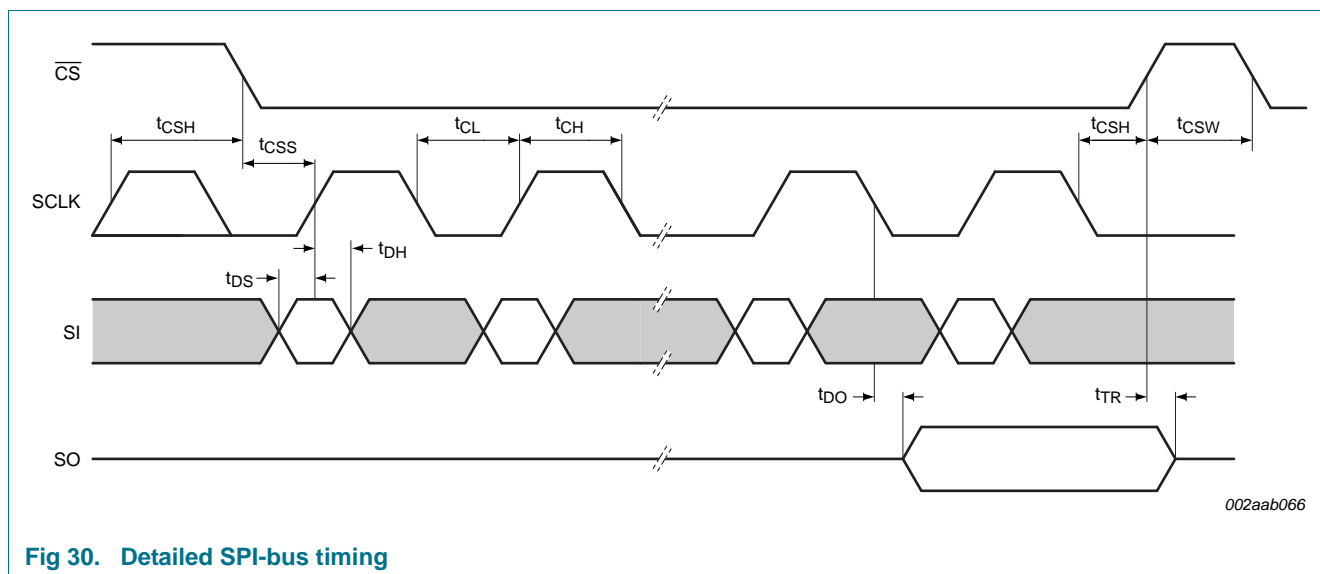 CS
tCSH
tCSS
tCL
tCH
tCSH
tCSW
SCLK
tDH
tDS
SI
tDO
tTR
SO
002aab066
Fig 30. Detailed SPI-bus timing